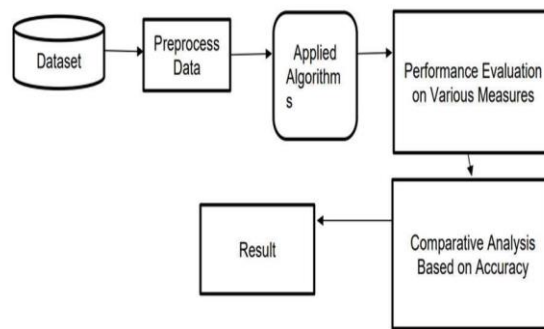 Dataset
Preprocess
Data
Applied
Algorithm
s
Performance Evaluation
on Various Measures
Comparative Analysis
Based on Accuracy
Result